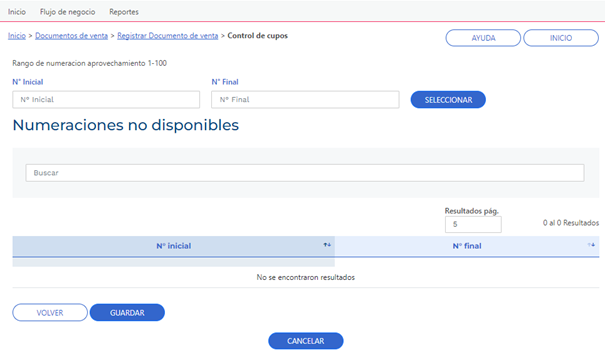 Inicio Flujo de negocio Reportes
Inicio > Documentos de venta > Registrar Documento de venta > Control de cupos
AYUDA INICIO
Rango de numeracion aprovechamiento 1-100
N° Inicial N° Final
N° Inicial N° Final SELECCIONAR
Numeraciones no disponibles
Buscar
Resultados pág.
5 0 al 0 Resultados
N° inicial N° final
No se encontraron resultados
VOLVER GUARDAR
CANCELAR